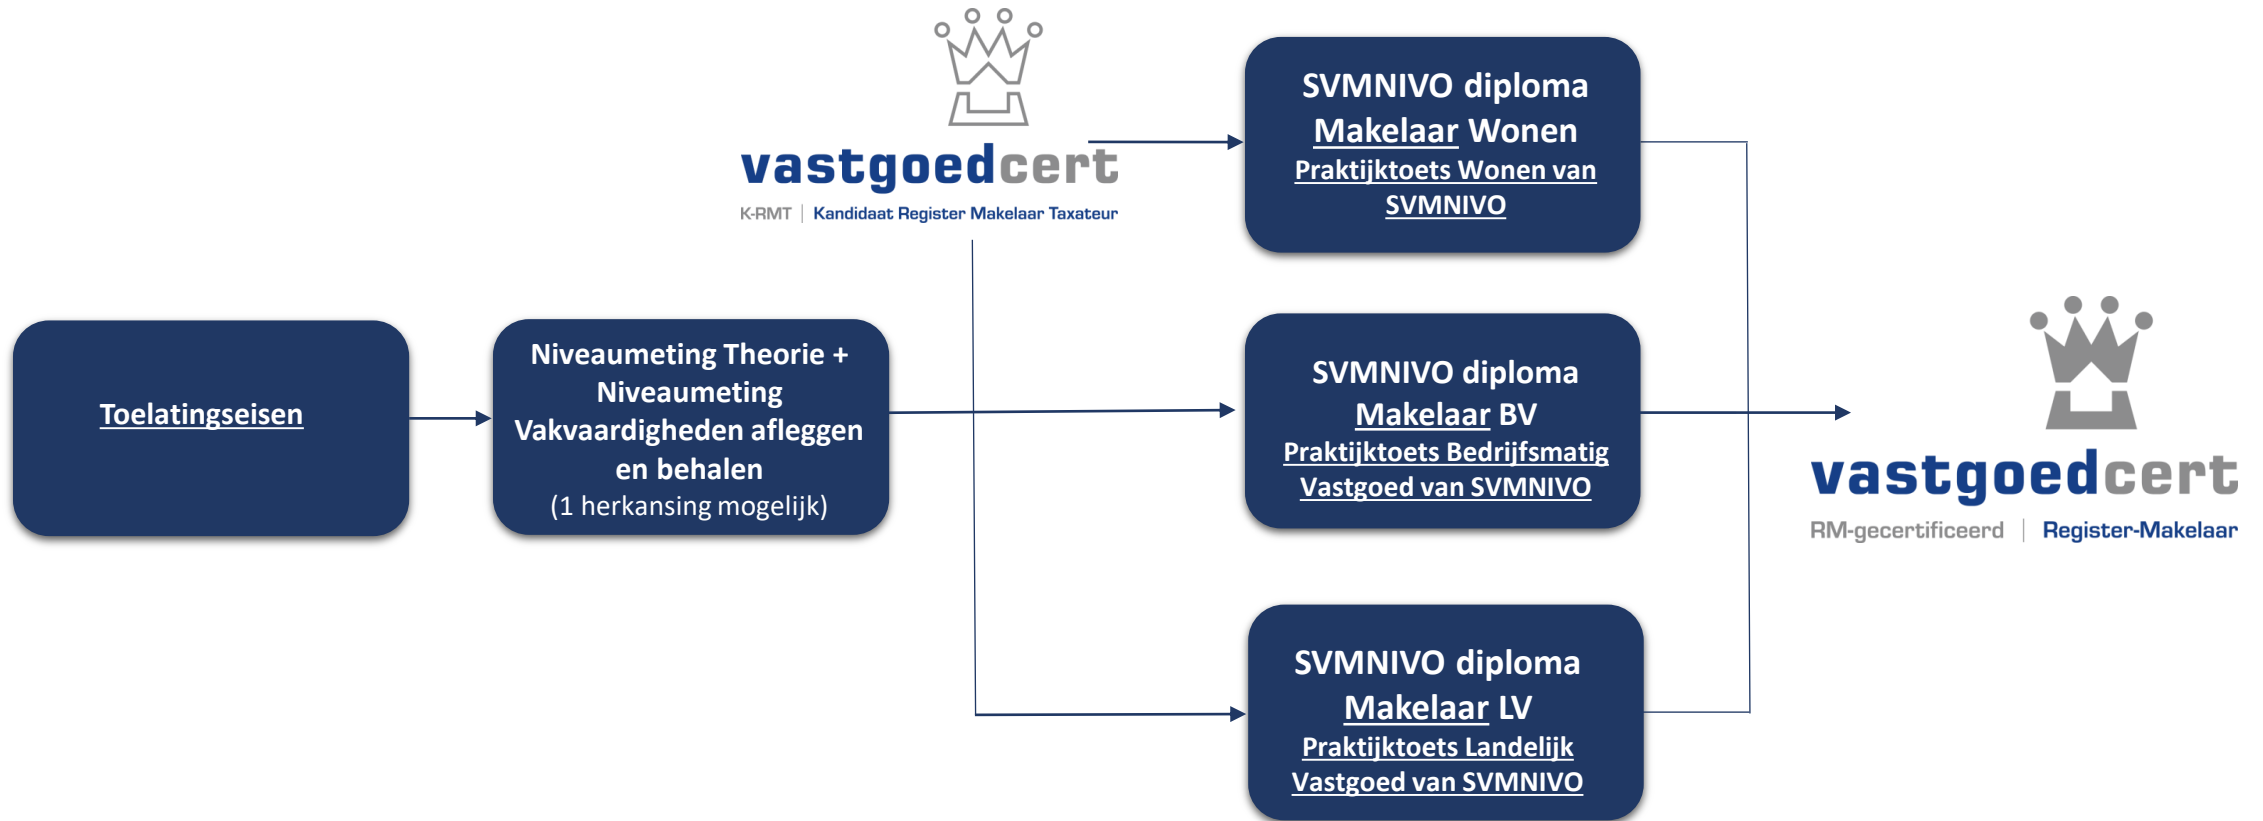 vastgoedcert
K-RMT | Kandidaat Register Makelaar Taxateur
SVMNIVO diploma
Makelaar Wonen
Praktijktoets Wonen van
SVMNIVO
Toelatingseisen
Niveaumeting Theorie +
Niveaumeting
Vakvaardigheden afleggen
en behalen
(1 herkansing mogelijk)
SVMNIVO diploma
Makelaar BV
Praktijktoets Bedrijfsmatig
Vastgoed van SVMNIVO
SVMNIVO diploma
Makelaar LV
Praktijktoets Landelijk
Vastgoed van SVMNIVO
vastgoedcert
RM-gecertificeerd | Register-Makelaar